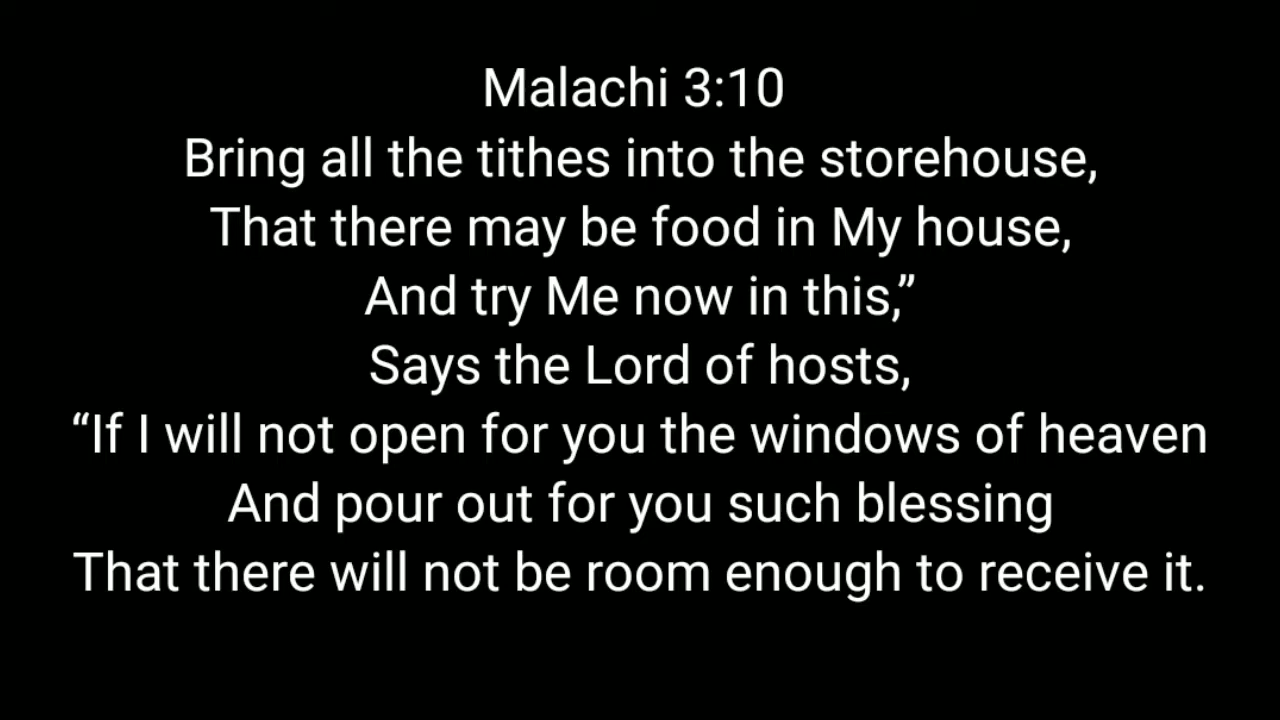 Malachi 3:10
Bring all the tithes into the storehouse,
That there may be food in My house,
And try Me now in this,”
Says the Lord of hosts,
“If I will not open for you the windows of heaven
And pour out for you such blessing
That there will not be room enough to receive it.